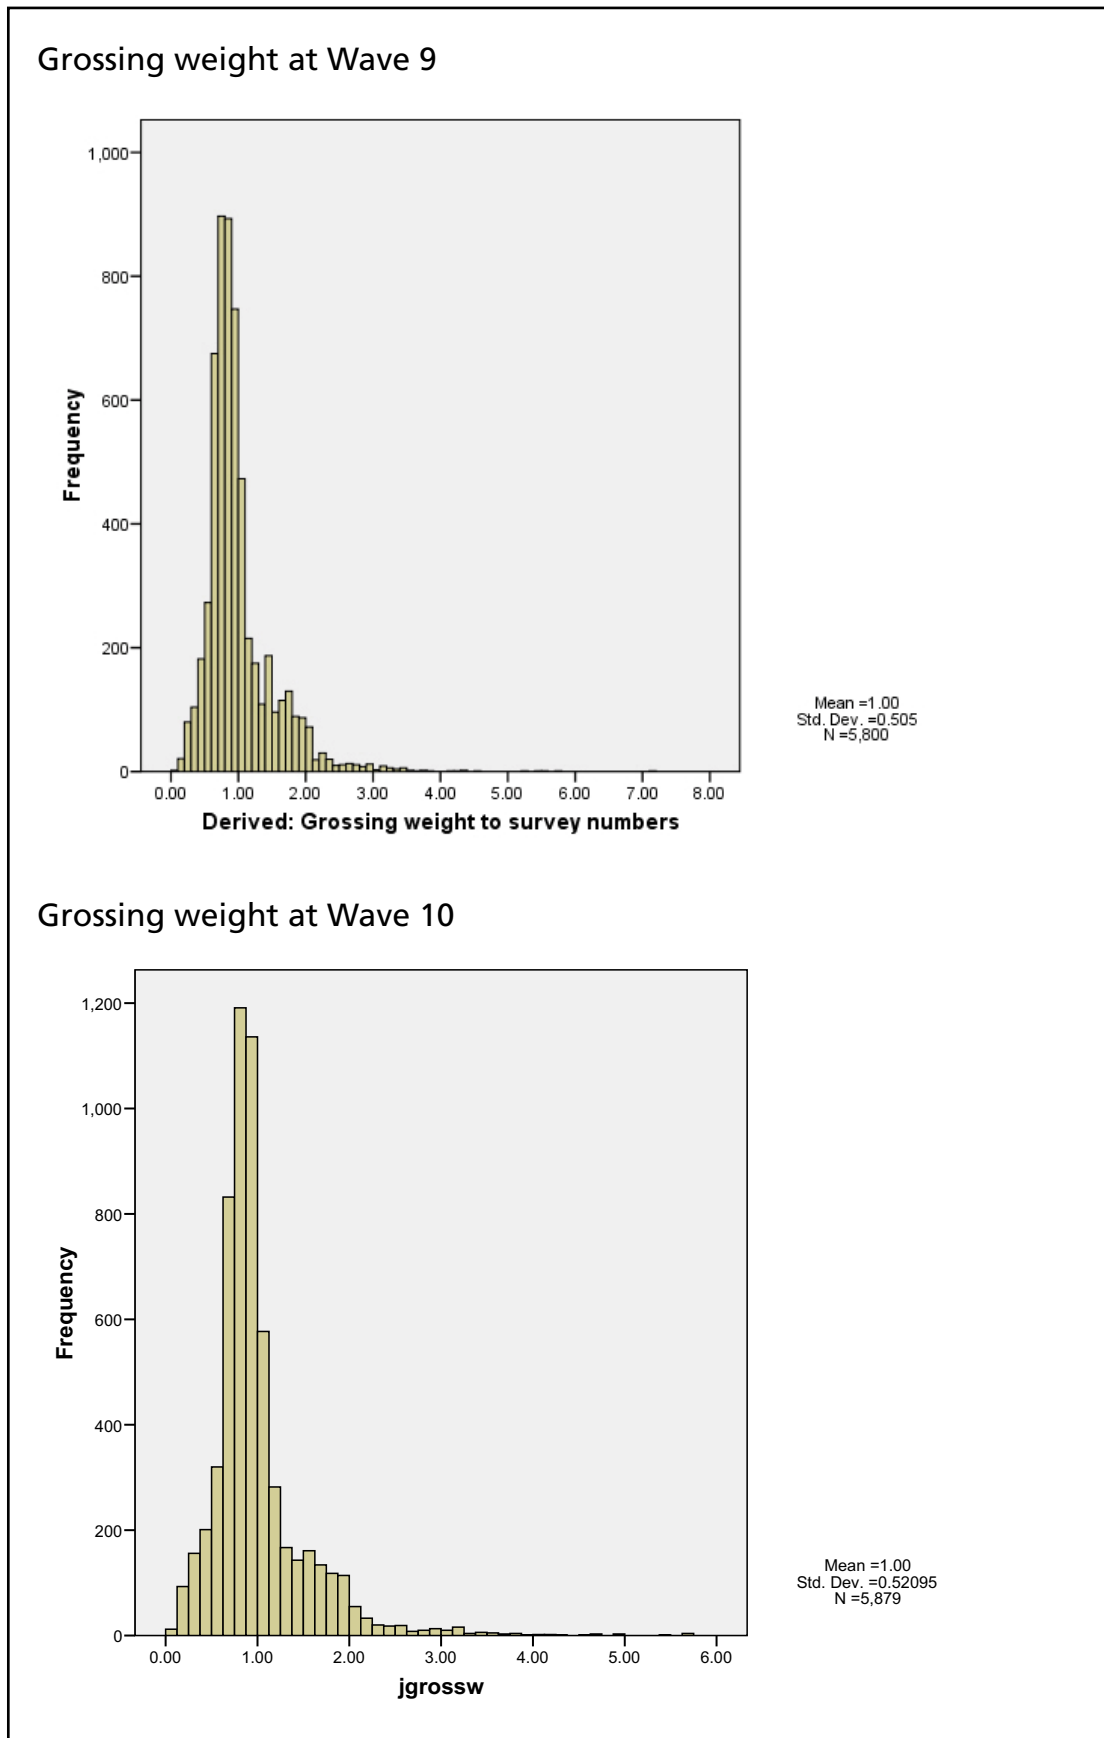 Grossing weight at Wave 9
1,000
800
600
400
200
0
Frequency
0.00 1.00 2.00 3.00 4.00 5.00 6.00 7.00 8.00
Derived: Grossing weight to survey numbers
Mean =1.00
Std. Dev. =0.505
N =5,800
Grossing weight at Wave 10
1,200
1,000
800
600
400
200
0
Frequency
0.00 1.00 2.00 3.00 4.00 5.00 6.00
jgrossw
Mean =1.00
Std. Dev. =0.52095
N =5,879